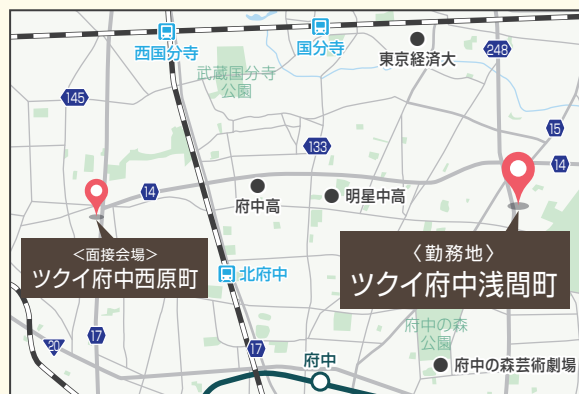 西国分寺
国分寺
248
東京経済大
武蔵国分寺
公園
145
15
133
14
14
府中高
明星中高
＜面接会場＞
ツクイ府中西原町
〈勤務地〉
ツクイ府中浅間町
北府中
府中の森
公園
17
20
17
府中
府中の森芸術劇場